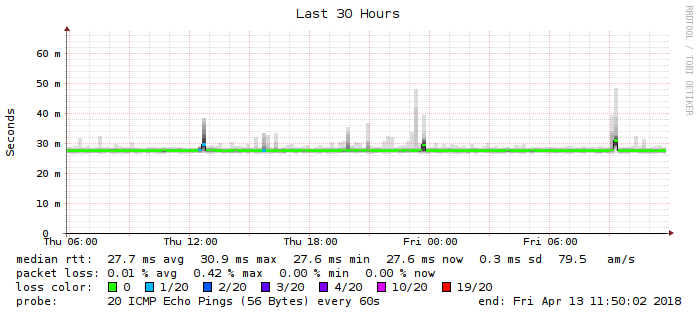 Last 30 Hours
RRDTOOL / TOBI OETIKER
Seconds
60 m
50 m
40 m
30 m
20 m
10 m
0
Thu 06:00 Thu 12:00 Thu 18:00 Fri 00:00 Fri 06:00
median rtt: 27.7 ms avg 30.9 ms max 27.6 ms min 27.6 ms now 0.3 ms sd 79.5 am/s
packet loss: 0.01 % avg 0.42 % max 0.00 % min 0.00 % now
loss color: 0 1/20 2/20 3/20 4/20 10/20 19/20
probe: 20 ICMP Echo Pings (56 Bytes) every 60s end: Fri Apr 13 11:50:02 2018